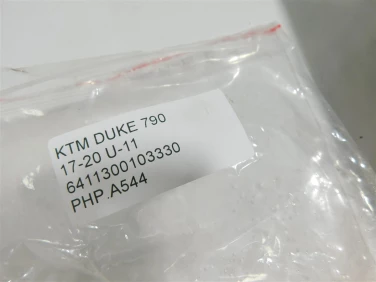 KTM DUKE 790
17-20 U-11
6411300103330
PHP.A544